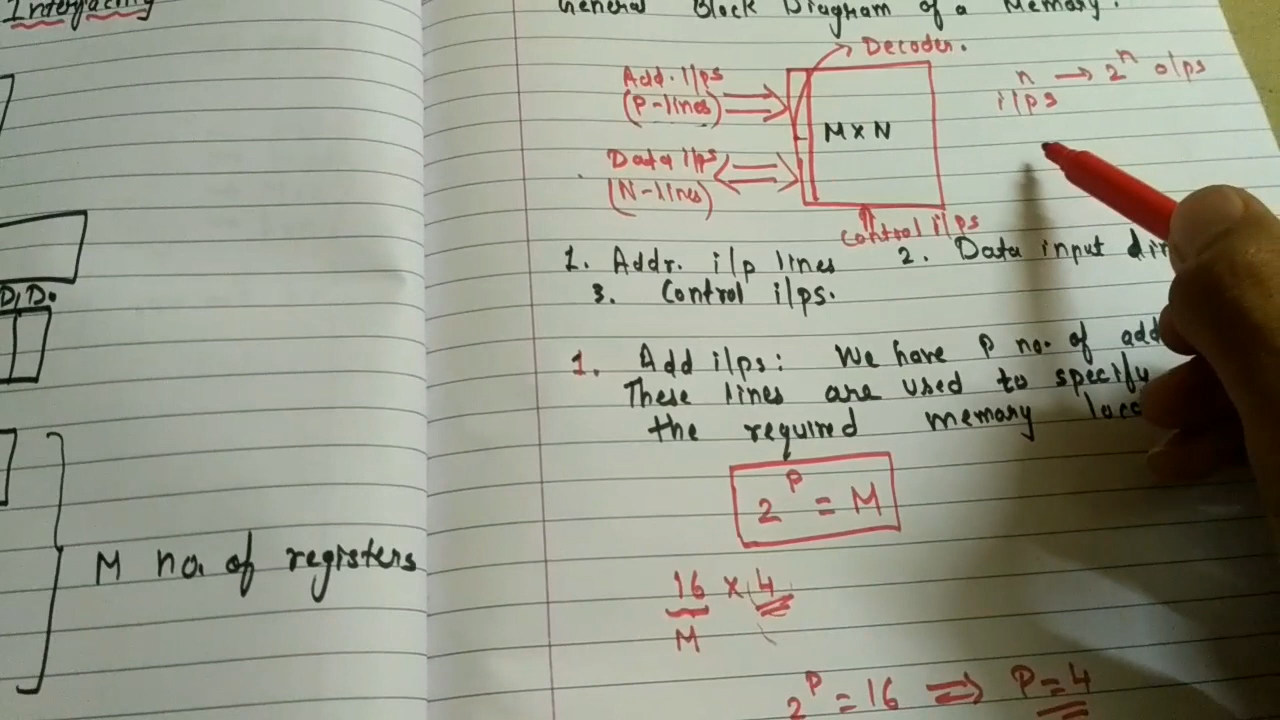 Interfacing
D, D.
M no. of registers
General Block Diagram of a Memory.
Decoder.
Add. i/ps
(P-lines)
M x N
n → 2^n o/ps
i/ps
Data i/ps
(N-lines)
Control i/ps
1. Addr. i/p lines 2. Data input
3. Control i/ps.
1. Add i/ps: We have P no. of add
These lines are used to specify
the required memory loc
2^P = M
16 x 4
M
2^P = 16 ⇒ P = 4